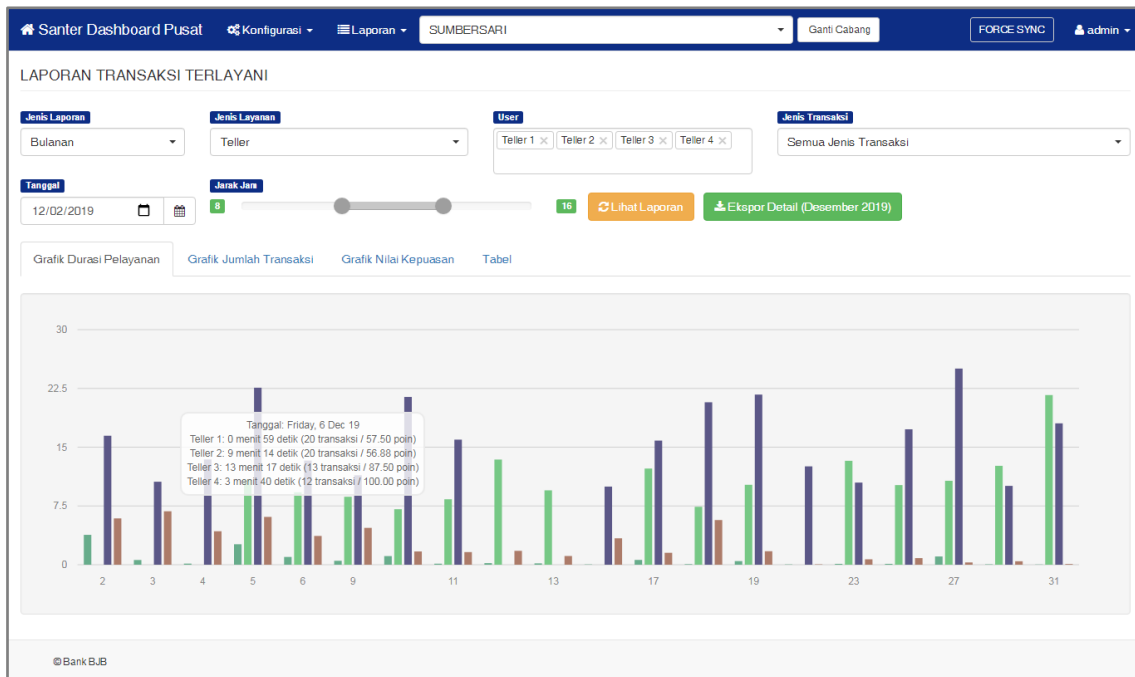 Santer Dashboard Pusat Konfigurasi Laporan SUMBERSARI Ganti Cabang FORCE SYNC admin
LAPORAN TRANSAKSI TERLAYANI
Jenis Laporan Jenis Layanan User Jenis Transaksi
Bulanan Teller Teller 1 × Teller 2 × Teller 3 × Teller 4 × Semua Jenis Transaksi
Tanggal Jarak Jam
12/02/2019 8 16 Lihat Laporan Ekspor Detail (Desember 2019)
Grafik Durasi Pelayanan Grafik Jumlah Transaksi Grafik Nilai Kepuasan Tabel
30
22.5
Tanggal: Friday, 6 Dec 19
Teller 1: 0 menit 59 detik (20 transaksi / 57.50 poin)
15
Teller 2: 9 menit 14 detik (20 transaksi / 56.88 poin)
Teller 3: 13 menit 17 detik (13 transaksi / 87.50 poin)
Teller 4: 3 menit 40 detik (12 transaksi / 100.00 poin)
7.5
0
2 3 4 5 6 9 11 13 17 19 23 27 31
© Bank BJB